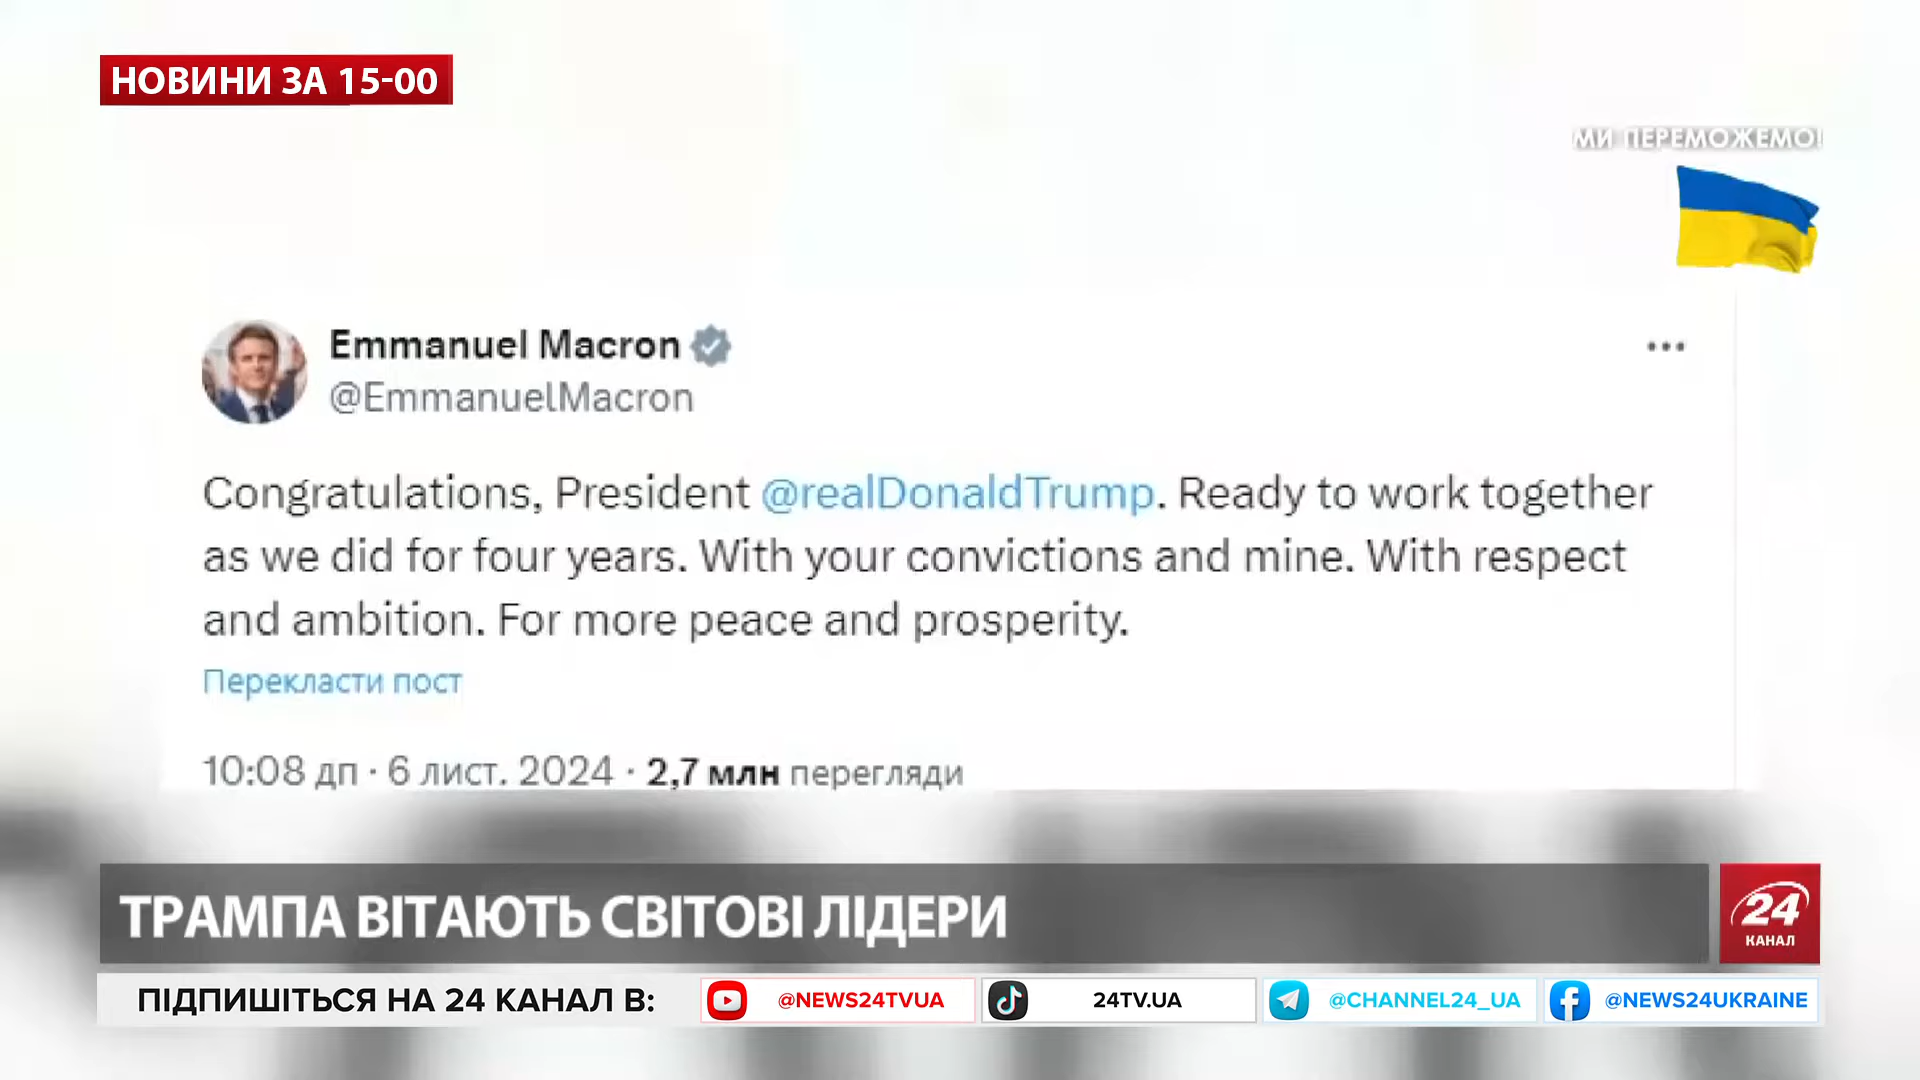 НОВИНИ ЗА 15-00
МИ ПЕРЕМОЖЕМО!
Emmanuel Macron
@EmmanuelMacron
Congratulations, President @realDonaldTrump. Ready to work together
as we did for four years. With your convictions and mine. With respect
and ambition. For more peace and prosperity.
Перекласти пост
10:08 дп · 6 лист. 2024 · 2,7 млн перегляди
ТРАМПА ВІТАЮТЬ СВІТОВІ ЛІДЕРИ
24
КАНАЛ
ПІДПИШІТЬСЯ НА 24 КАНАЛ В: @NEWS24TVUA 24TV.UA @CHANNEL24_UA @NEWS24UKRAINE